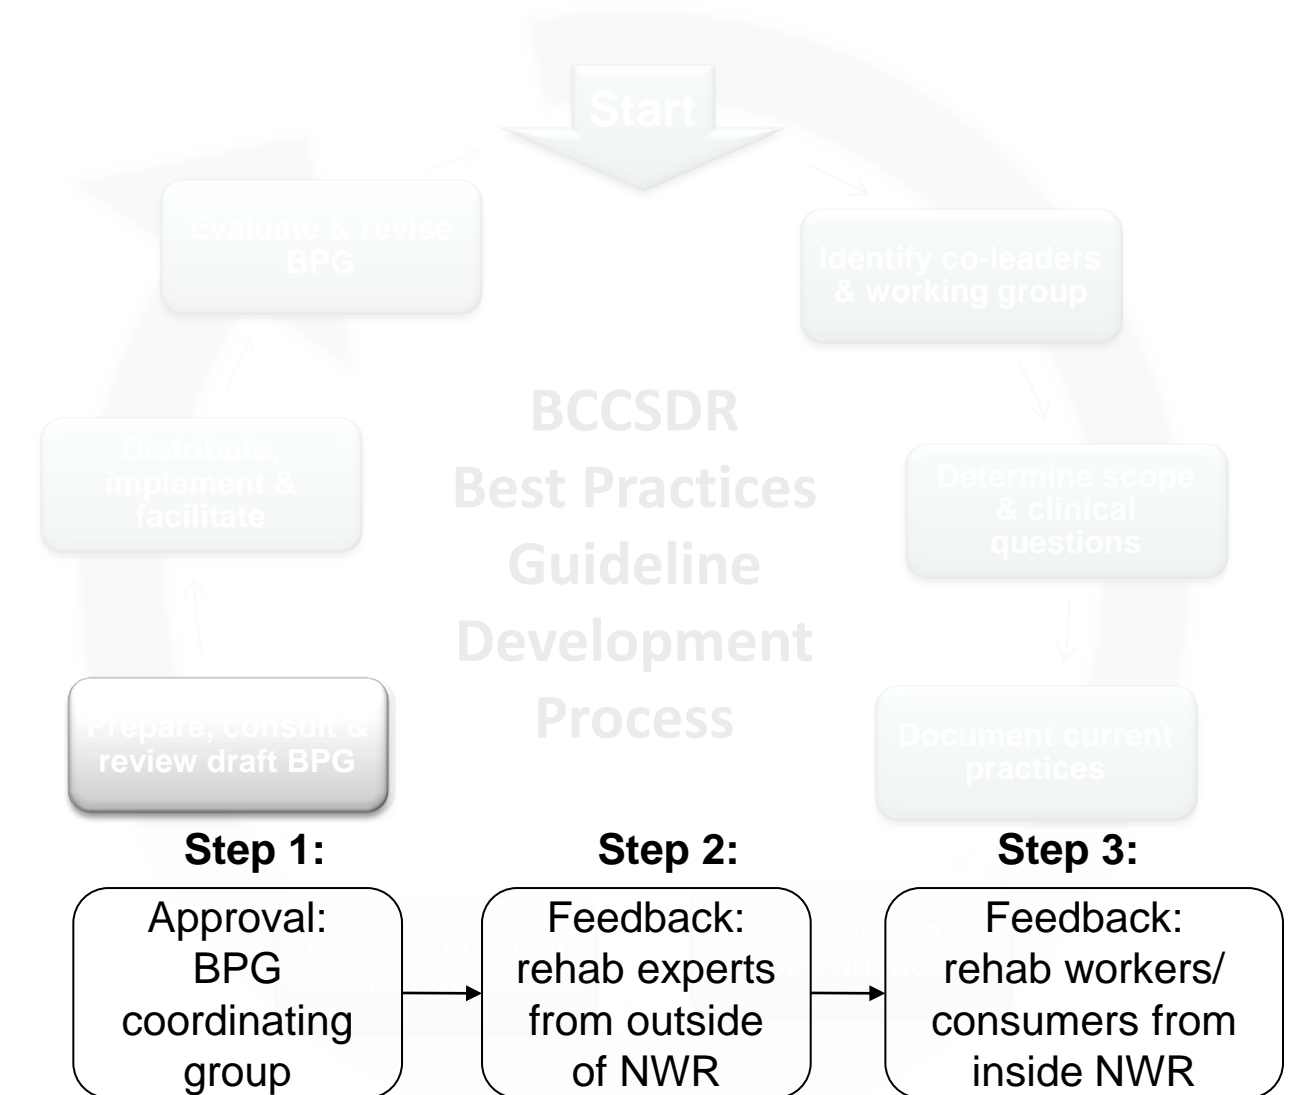 Start
Evaluate & revise
BPG
Identify co-leaders
& working group
BCCSDR
Best Practices
Guideline
Development
Process
Distribute,
implement &
facilitate
Determine scope
& clinical
questions
Prepare, consult &
review draft BPG
Document current
practices
Step 1:
Step 2:
Step 3:
Approval:
BPG
coordinating
group
Feedback:
rehab experts
from outside
of NWR
Feedback:
rehab workers/
consumers from
inside NWR